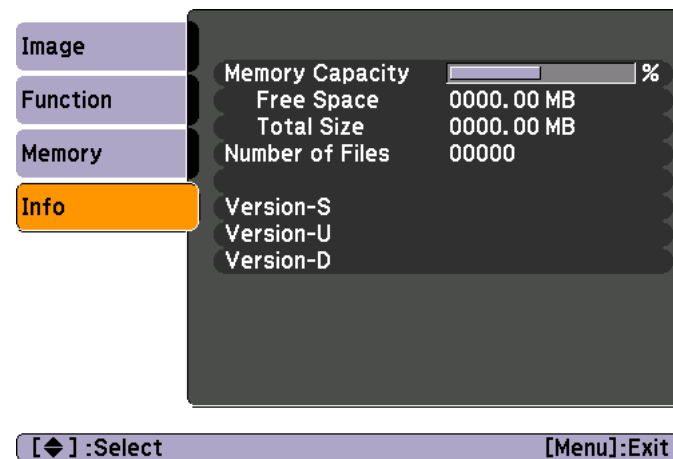 Image
Function
Memory
Info
Memory Capacity %
Free Space 0000.00 MB
Total Size 0000.00 MB
Number of Files 00000
Version-S
Version-U
Version-D
[◆] :Select [Menu]:Exit